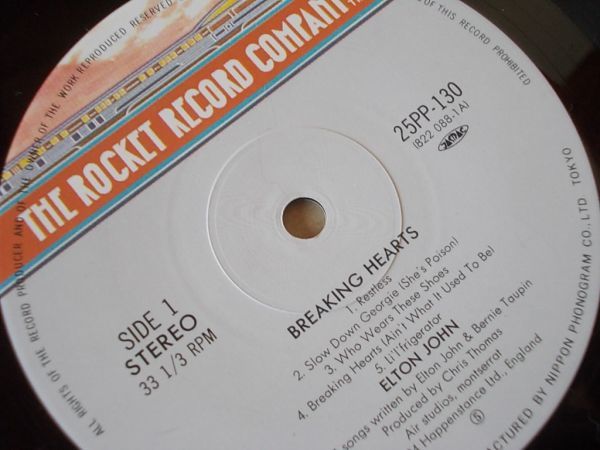 THE ROCKET RECORD COMPANY
25PP-130
(822 088-1A)
SIDE 1
STEREO
33 1/3 RPM
BREAKING HEARTS
1. Restless
2. Slow Down Georgie (She's Poison)
3. Who Wears These Shoes
4. Breaking Hearts (Ain) What It Used To Be)
5. Li'l'frigerator
ELTON JOHN
songs written by Elton John & Bernie Taupin
Produced by Chris Thomas
Air studios, montserrat
Happenstance Ltd., England
ALL RIGHTS OF THE RECORD PRODUCER AND OF THE OWNER OF THE WORK REPRODUCED RESERVED.
OF THIS RECORD PROHIBITED
BY NIPPON PHONOGRAM CO., LTD. TOKYO